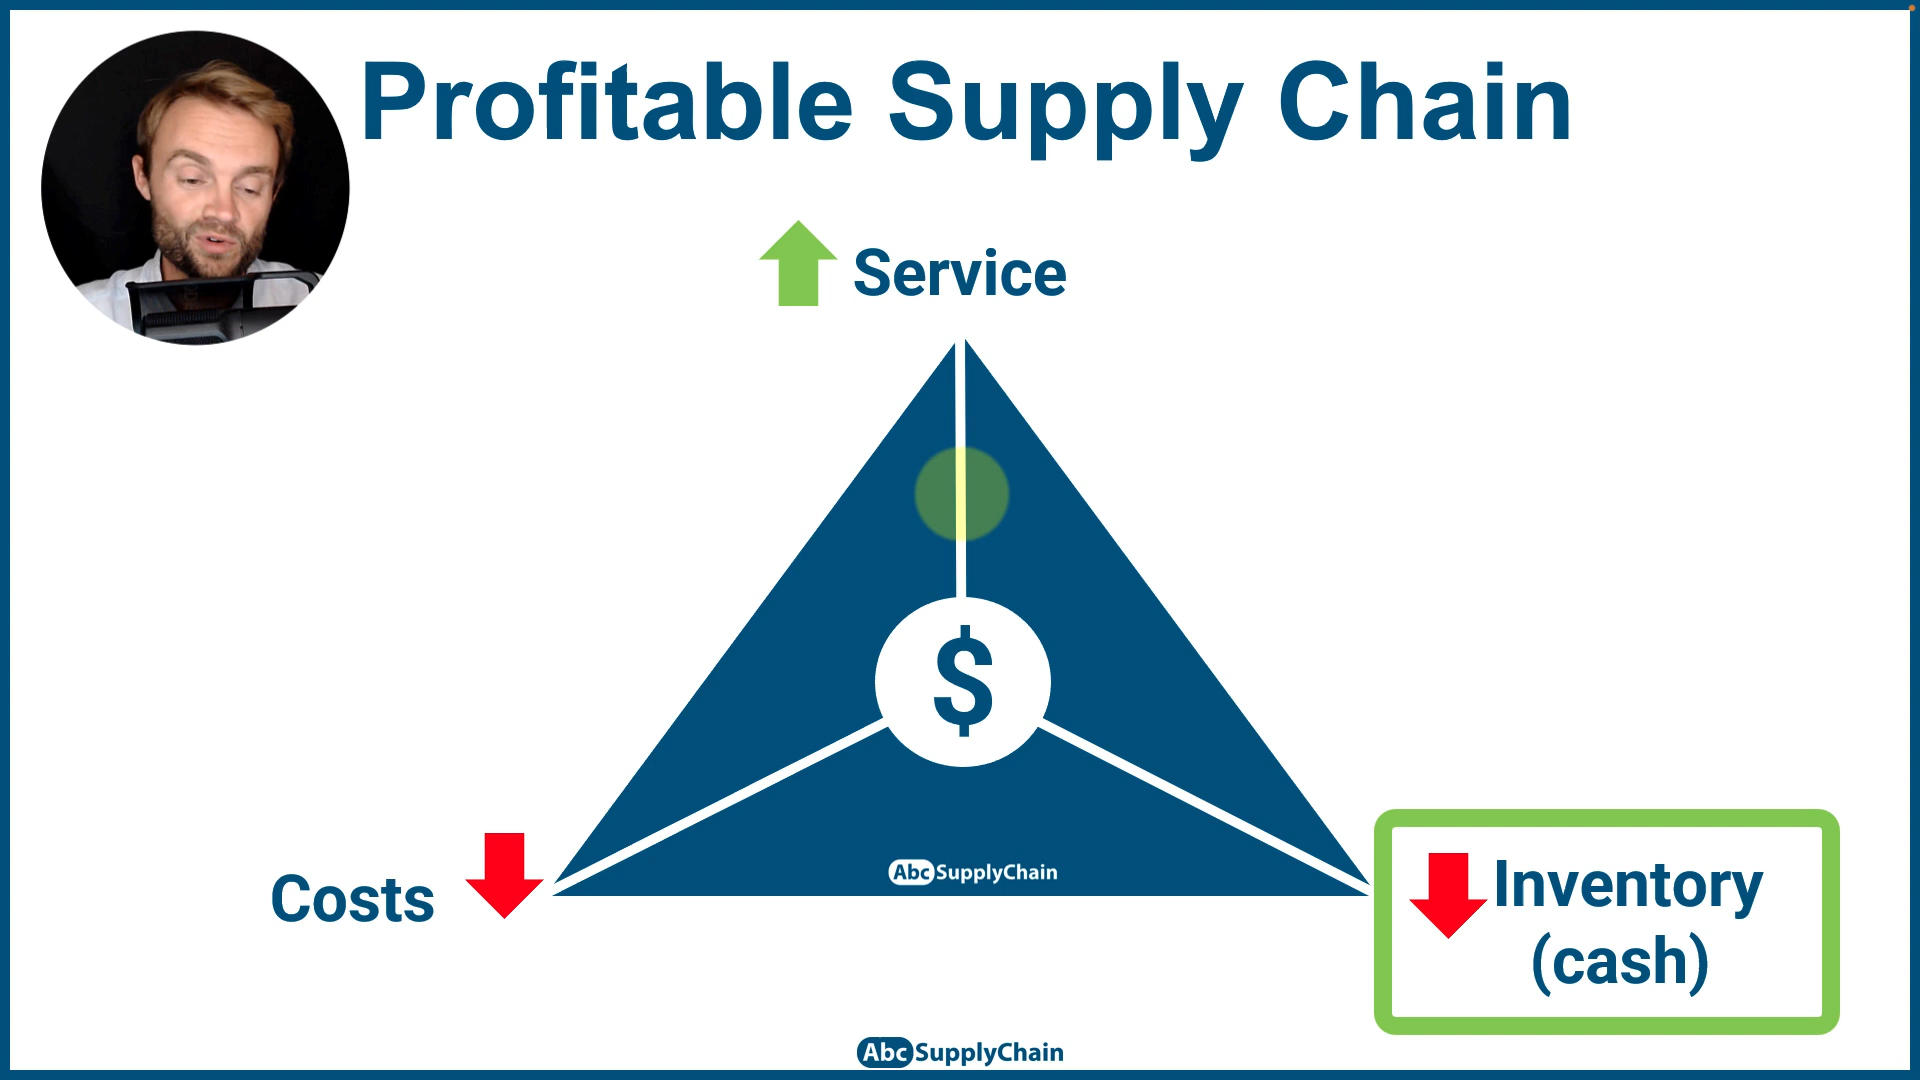 Profitable Supply Chain
Service
$
AbcSupplyChain
Costs
Inventory
(cash)
AbcSupplyChain